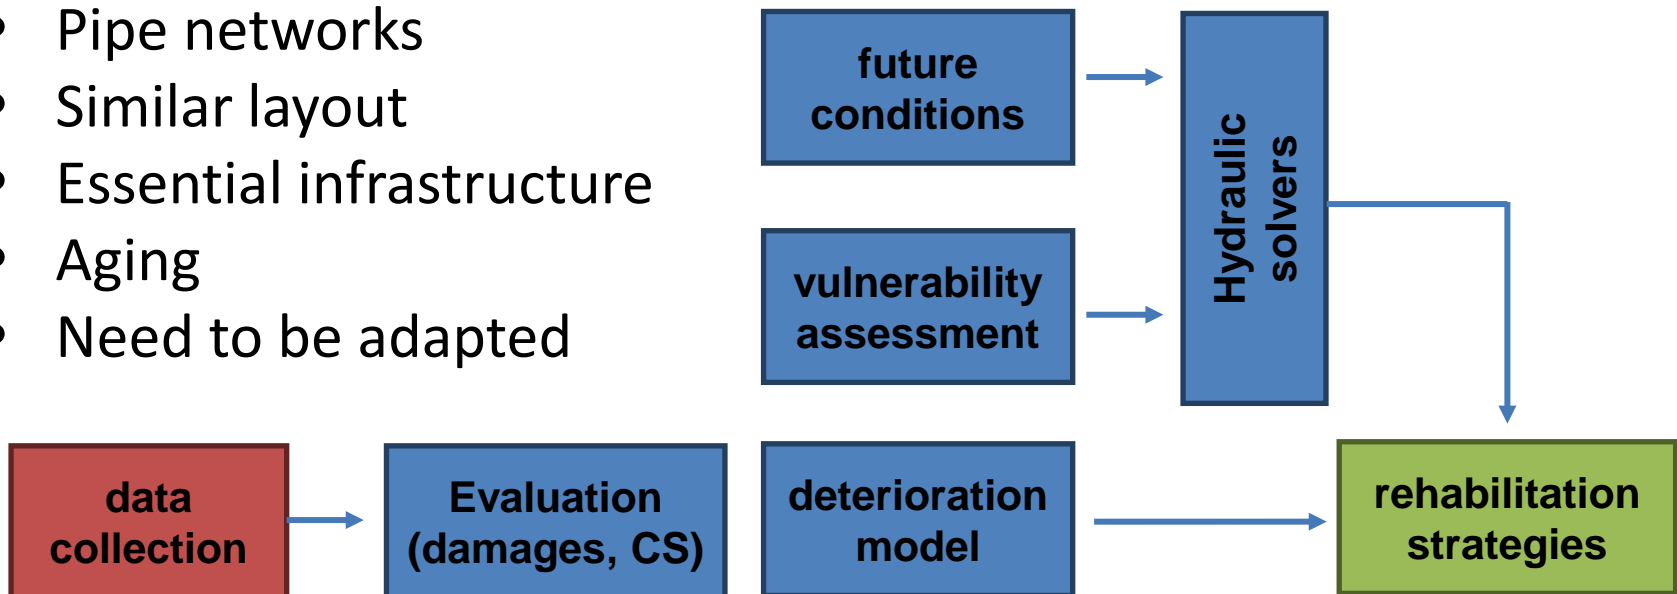 • Pipe networks
• Similar layout
• Essential infrastructure
• Aging
• Need to be adapted
future
conditions
vulnerability
assessment
Hydraulic
solvers
data
collection
Evaluation
(damages, CS)
deterioration
model
rehabilitation
strategies